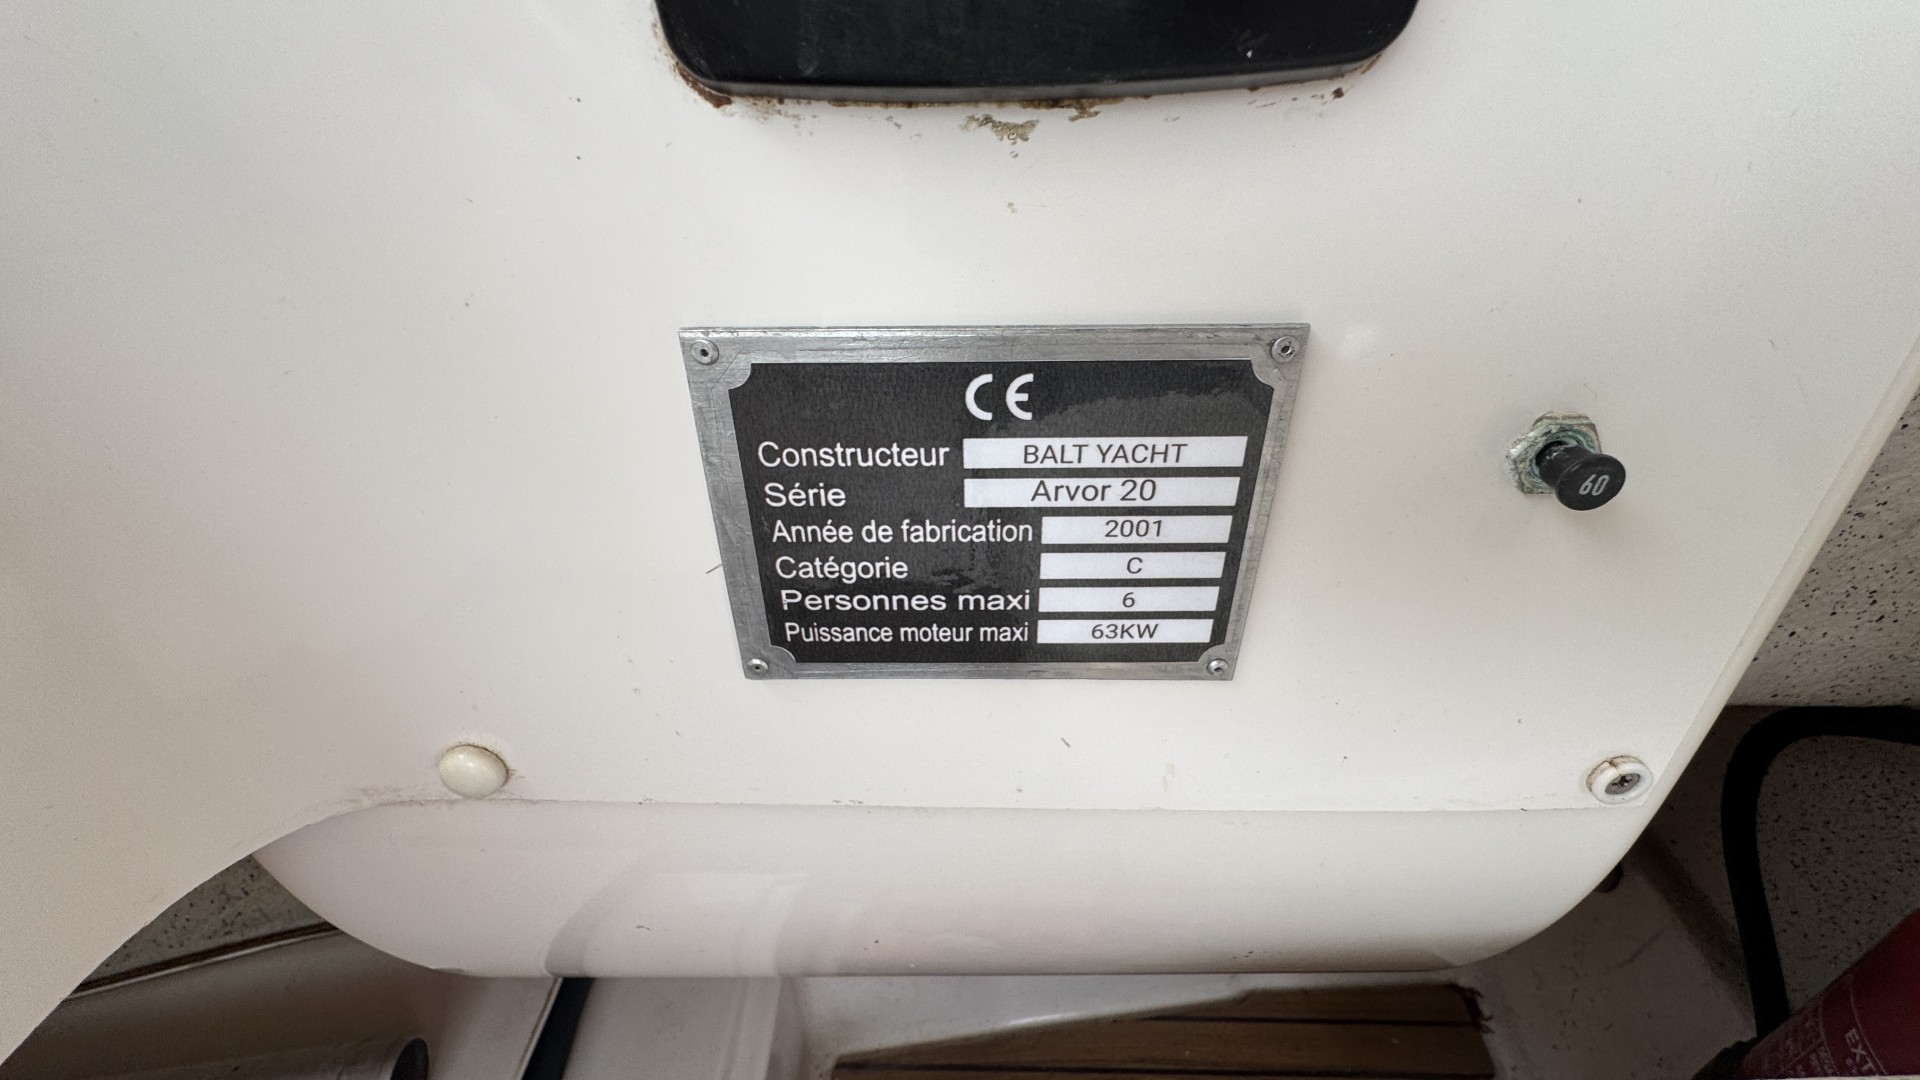 CE
Constructeur BALT YACHT
Série Arvor 20
Année de fabrication 2001
Catégorie C
Personnes maxi 6
Puissance moteur maxi 63KW
60
EXT